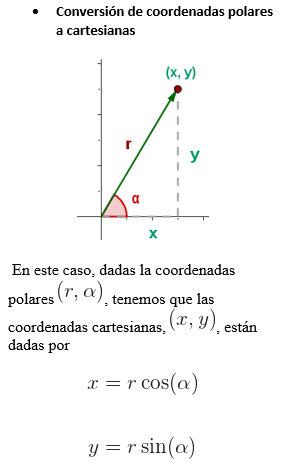 • Conversión de coordenadas polares
a cartesianas
(x, y)
r
y
α
x
En este caso, dadas la coordenadas
polares (r, α), tenemos que las
coordenadas cartesianas, (x, y), están
dadas por
x = r cos(α)
y = r sin(α)